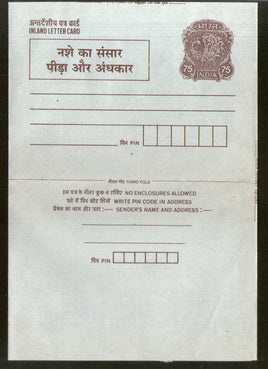 अन्तर्देशीय पत्र कार्ड
INLAND LETTER CARD
नशे का संसार
पीड़ा और अंधकार
भारत
75 75
INDIA
पिन PIN
तीसरा मोड़ THIRD FOLD
इस पत्र के भीतर कुछ न रखिए NO ENCLOSURES ALLOWED
पते में पिन कोड लिखें WRITE PIN CODE IN ADDRESS
प्रेषक का नाम और पता :— SENDER'S NAME AND ADDRESS :—
पिन PIN